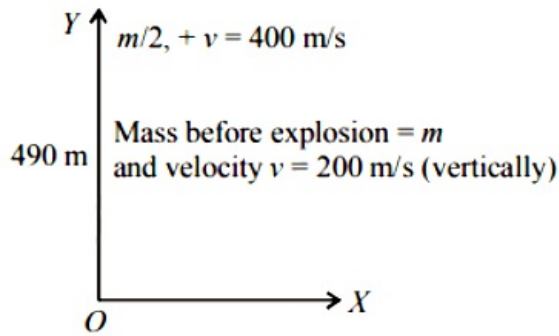 Y
m/2, + v = 400 m/s
Mass before explosion = m
490 m
and velocity v = 200 m/s (vertically)
X
O